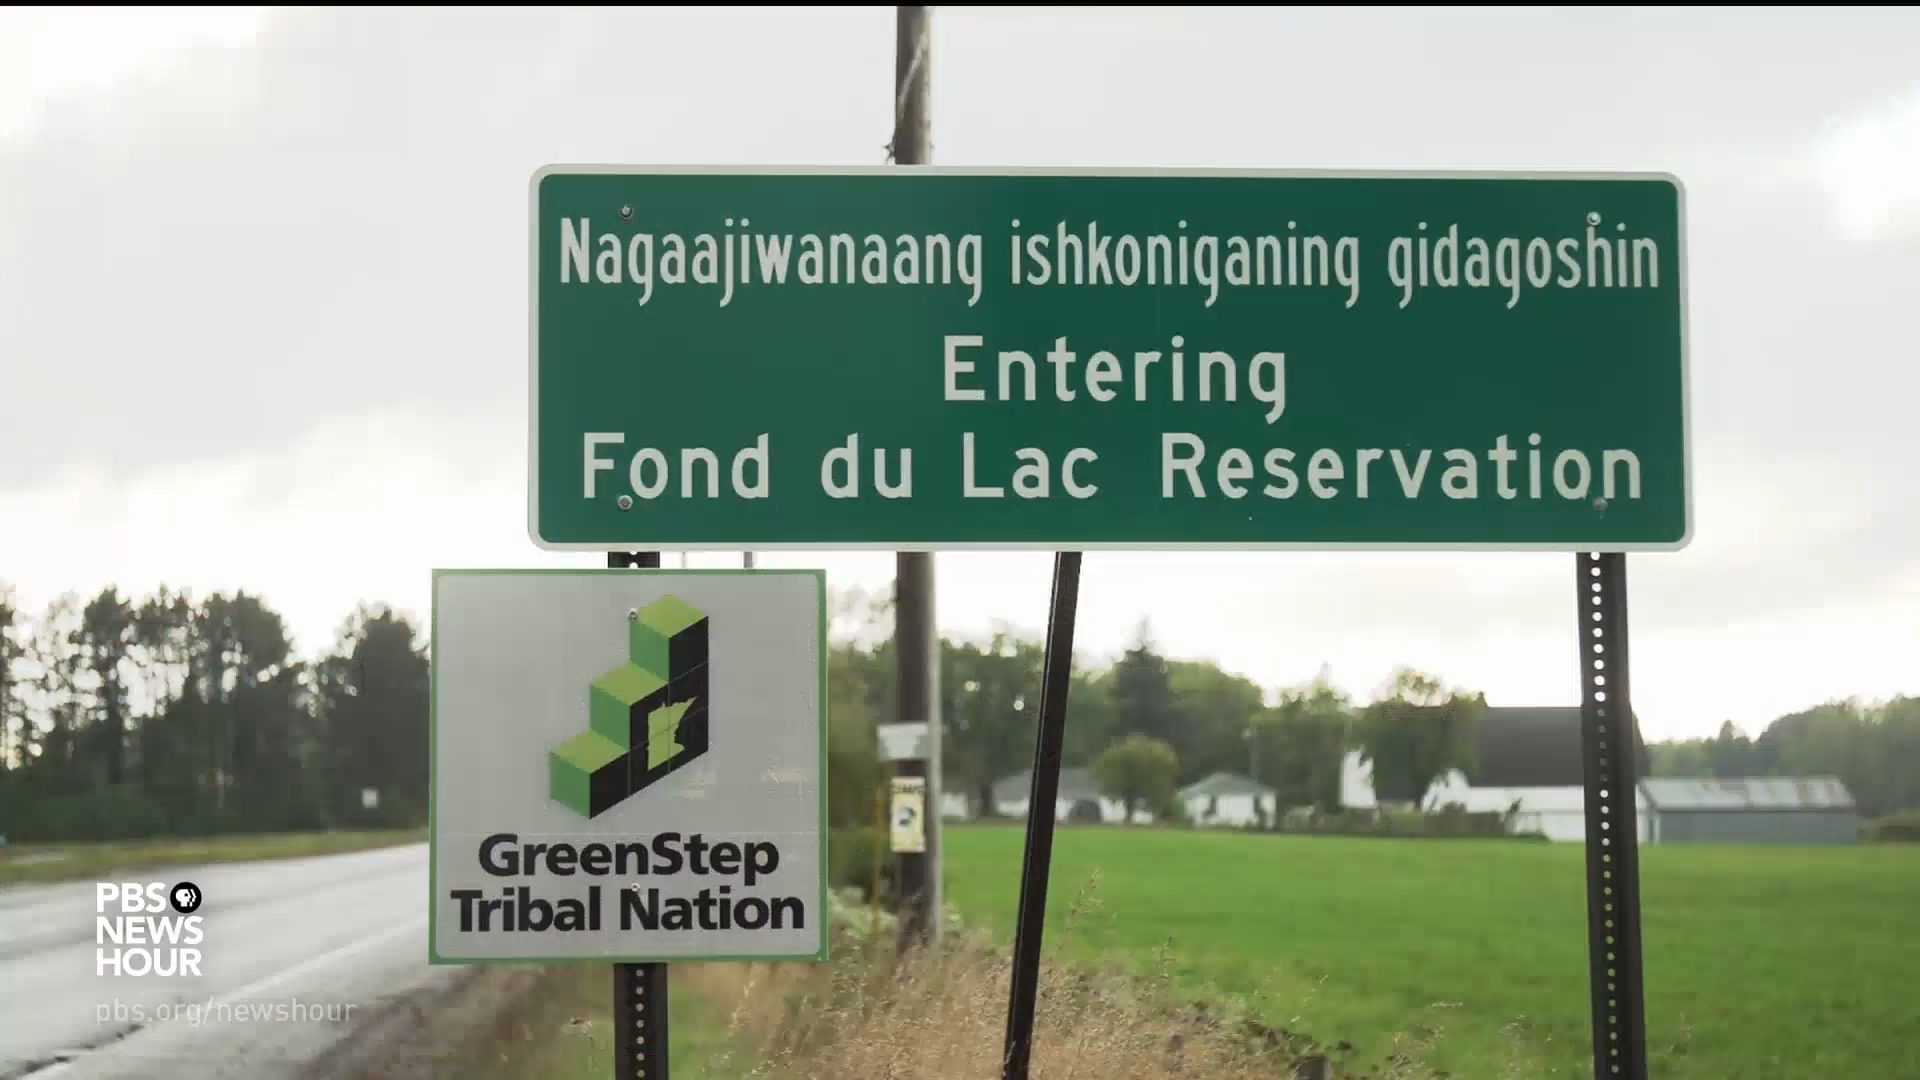 Nagaajiwanaang ishkoniganing gidagoshin
Entering
Fond du Lac Reservation
GreenStep
Tribal Nation
PBS
NEWS
HOUR
pbs.org/newshour